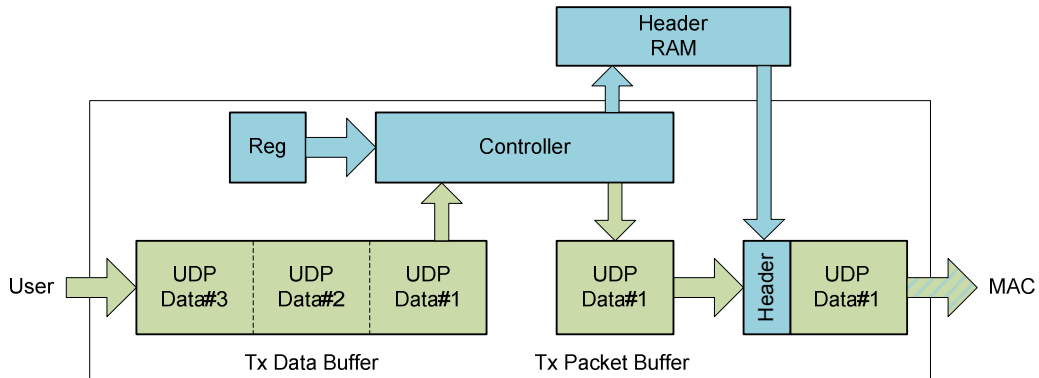 Header
RAM
Reg
Controller
User
UDP
Data#3
UDP
Data#2
UDP
Data#1
UDP
Data#1
Header
UDP
Data#1
MAC
Tx Data Buffer
Tx Packet Buffer